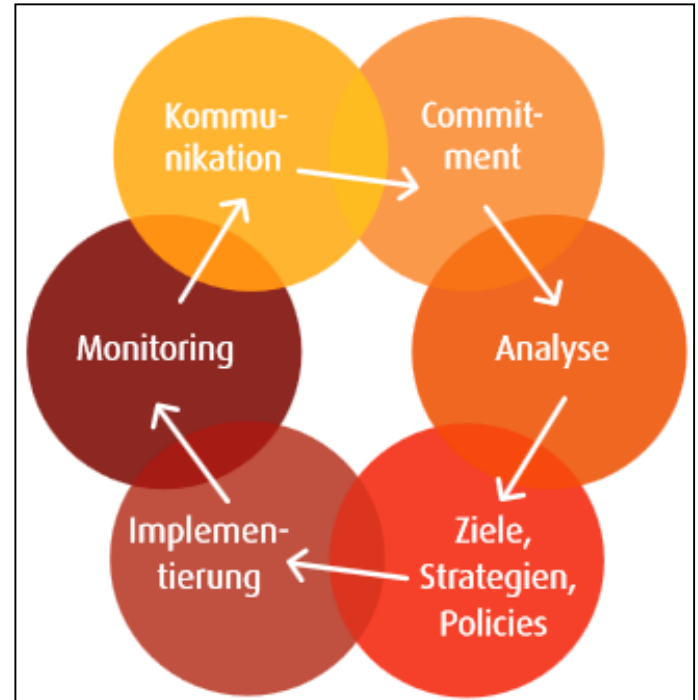 Kommu-
nikation
Commit-
ment
Analyse
Ziele,
Strategien,
Policies
Implemen-
tierung
Monitoring